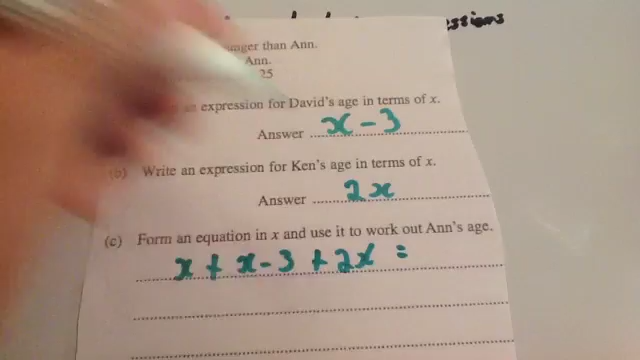 than Ann.
Ann.
25
an expression for David's age in terms of x.
Answer x - 3
(b) Write an expression for Ken's age in terms of x.
Answer 2x
(c) Form an equation in x and use it to work out Ann's age.
x + x - 3 + 2x =